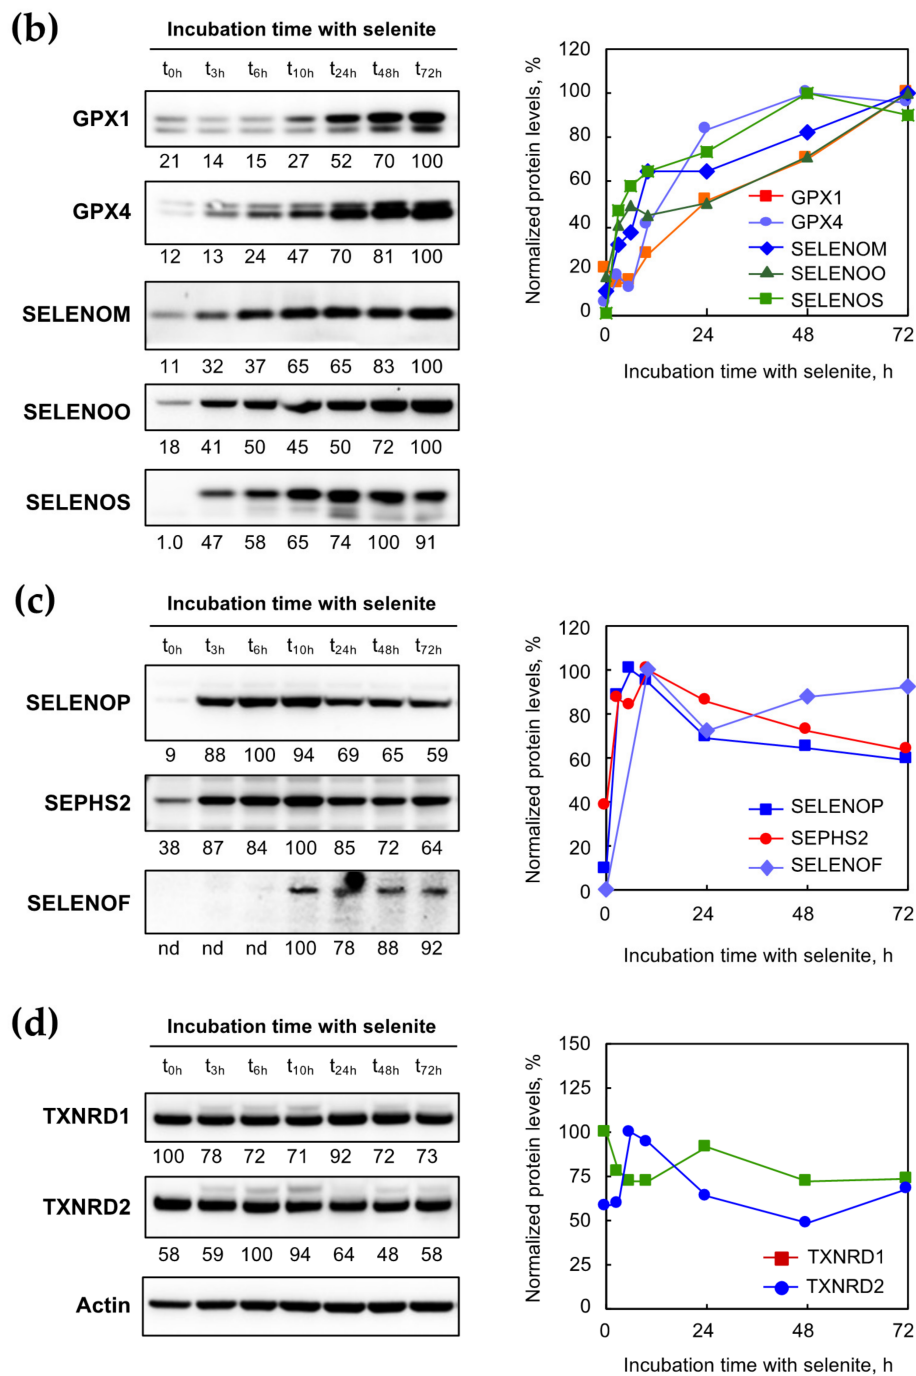 (b)
Incubation time with selenite
t0h t3h t6h t10h t24h t48h t72h
GPX1
21 14 15 27 52 70 100
GPX4
12 13 24 47 70 81 100
SELENOM
11 32 37 65 65 83 100
SELENOO
18 41 50 45 50 72 100
SELENOS
1.0 47 58 65 74 100 91
Normalized protein levels, %
120
100
80
60
40
20
0
GPX1
GPX4
SELENOM
SELENOO
SELENOS
0 24 48 72
Incubation time with selenite, h
(c)
Incubation time with selenite
t0h t3h t6h t10h t24h t48h t72h
SELENOP
9 88 100 94 69 65 59
SEPHS2
38 87 84 100 85 72 64
SELENOF
nd nd nd 100 78 88 92
Normalized protein levels, %
120
100
80
60
40
20
0
SELENOP
SEPHS2
SELENOF
0 24 48 72
Incubation time with selenite, h
(d)
Incubation time with selenite
t0h t3h t6h t10h t24h t48h t72h
TXNRD1
100 78 72 71 92 72 73
TXNRD2
58 59 100 94 64 48 58
Actin
Normalized protein levels, %
150
125
100
75
50
25
0
TXNRD1
TXNRD2
0 24 48 72
Incubation time with selenite, h